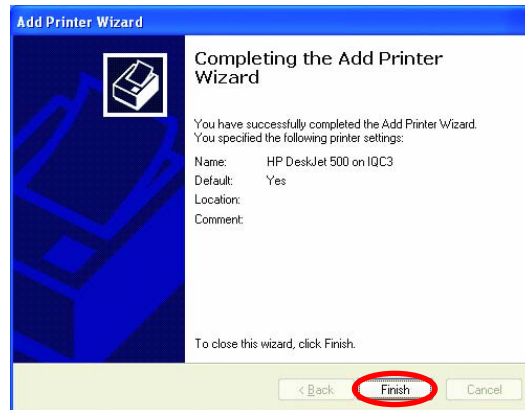 Add Printer Wizard
Completing the Add Printer
Wizard
You have successfully completed the Add Printer Wizard.
You specified the following printer settings:
Name: HP DeskJet 500 on IQC3
Default: Yes
Location:
Comment:
To close this wizard, click Finish.
< Back Finish Cancel